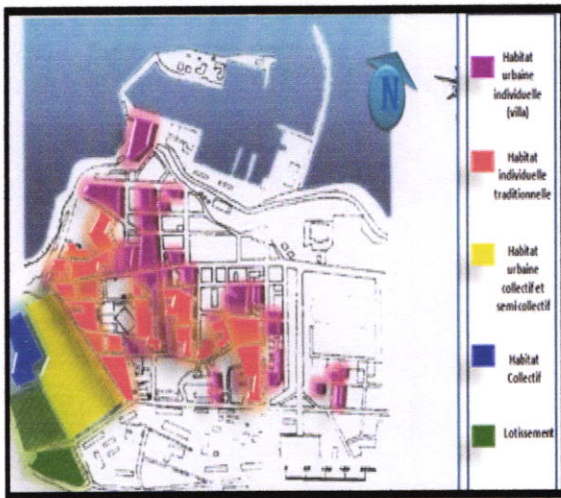 N
Habitat
urbaine
individuelle
(villa)
Habitat
individuelle
traditionnelle
Habitat
urbaine
collectif et
semicollectif
Habitat
Collectif
Lotissement